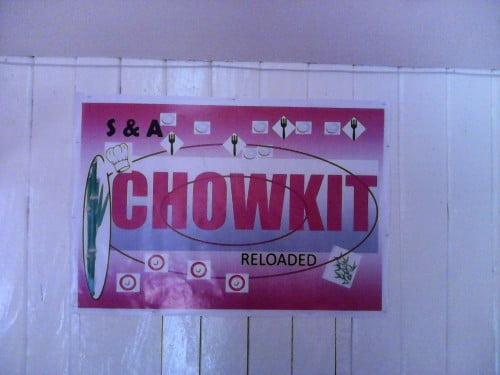 S & A
CHOWKIT
RELOADED